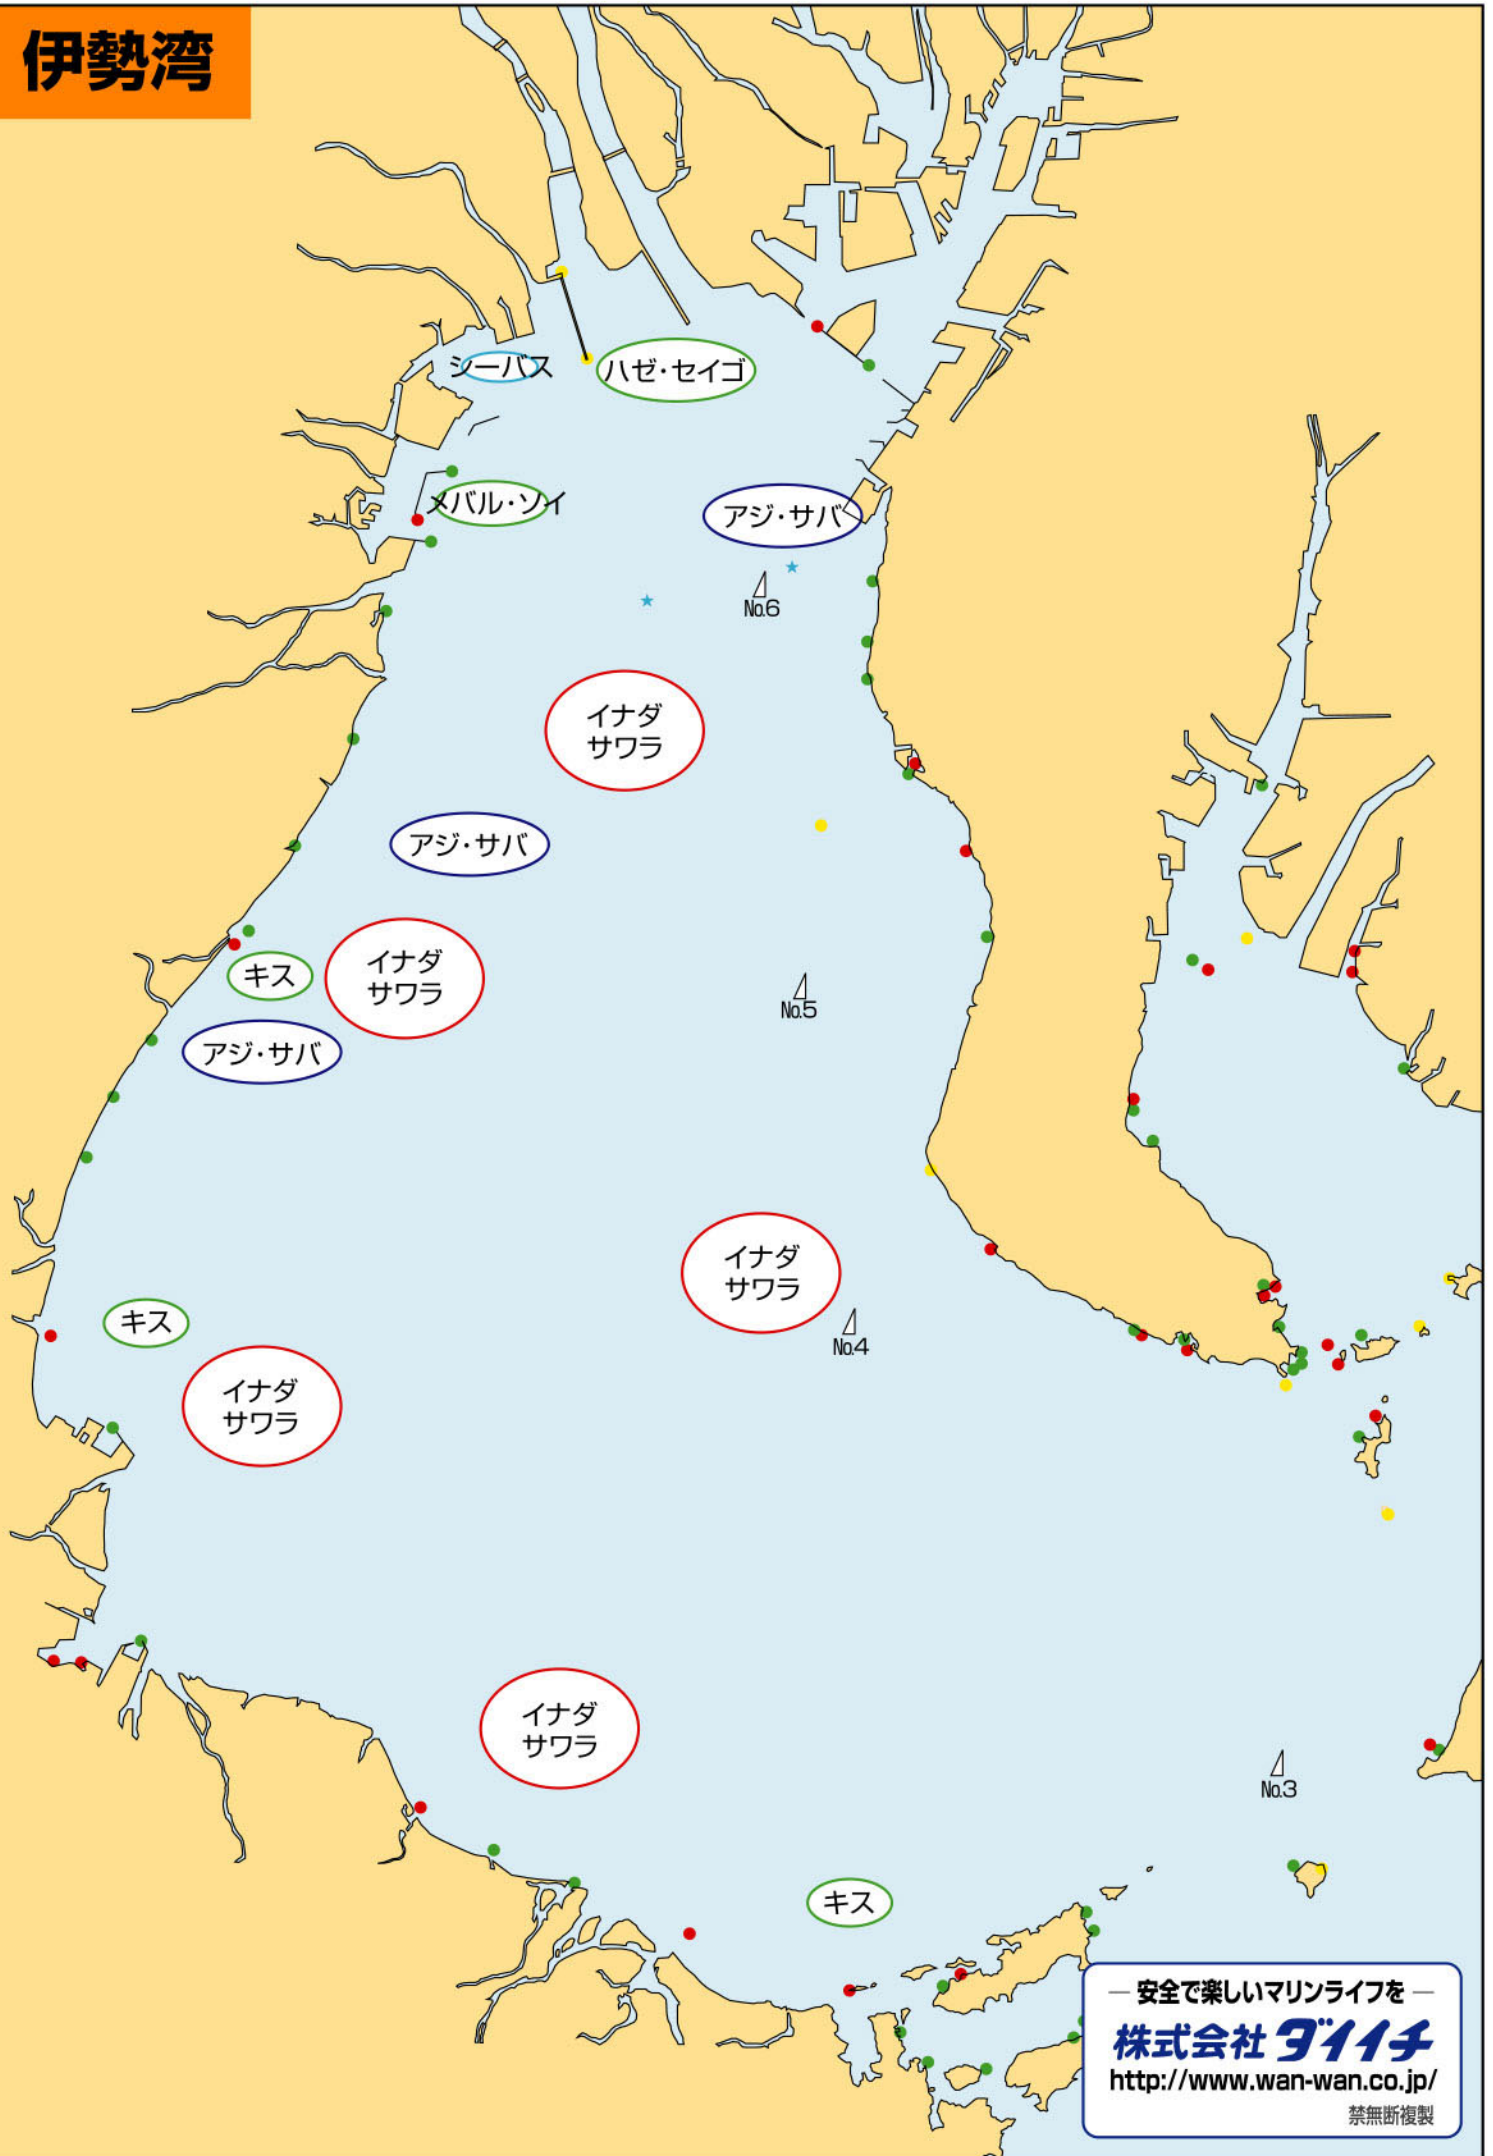 伊勢湾
シーバス
ハゼ・セイゴ
メバル・ソイ
アジ・サバ
No.6
イナダ
サワラ
アジ・サバ
イナダ
サワラ
キス
No.5
アジ・サバ
イナダ
サワラ
キス
No.4
イナダ
サワラ
イナダ
サワラ
No.3
キス
― 安全で楽しいマリンライフを ―
株式会社 ダイイチ
http://www.wan-wan.co.jp/
禁無断複製